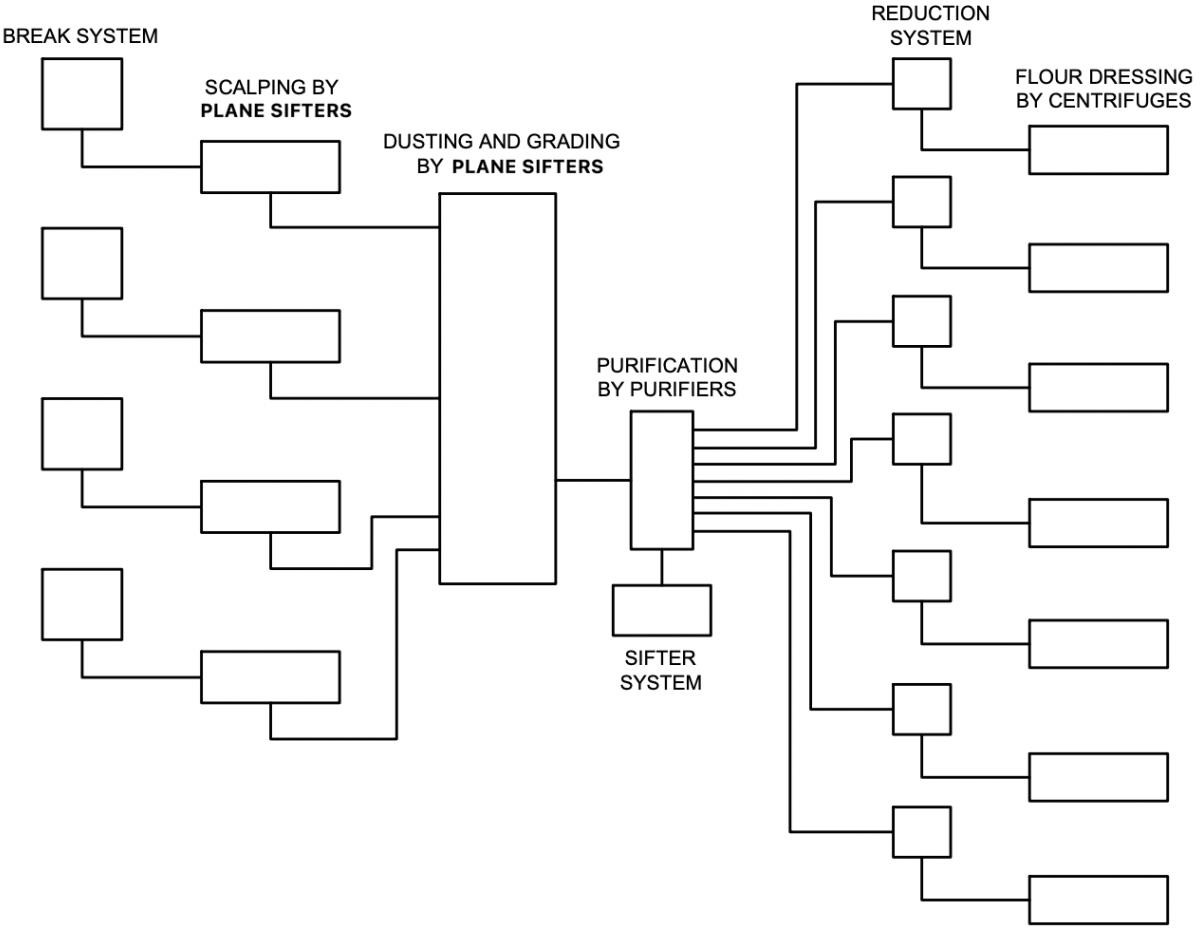 BREAK SYSTEM
SCALPING BY
PLANE SIFTERS
DUSTING AND GRADING
BY PLANE SIFTERS
PURIFICATION
BY PURIFIERS
SIFTER
SYSTEM
REDUCTION
SYSTEM
FLOUR DRESSING
BY CENTRIFUGES